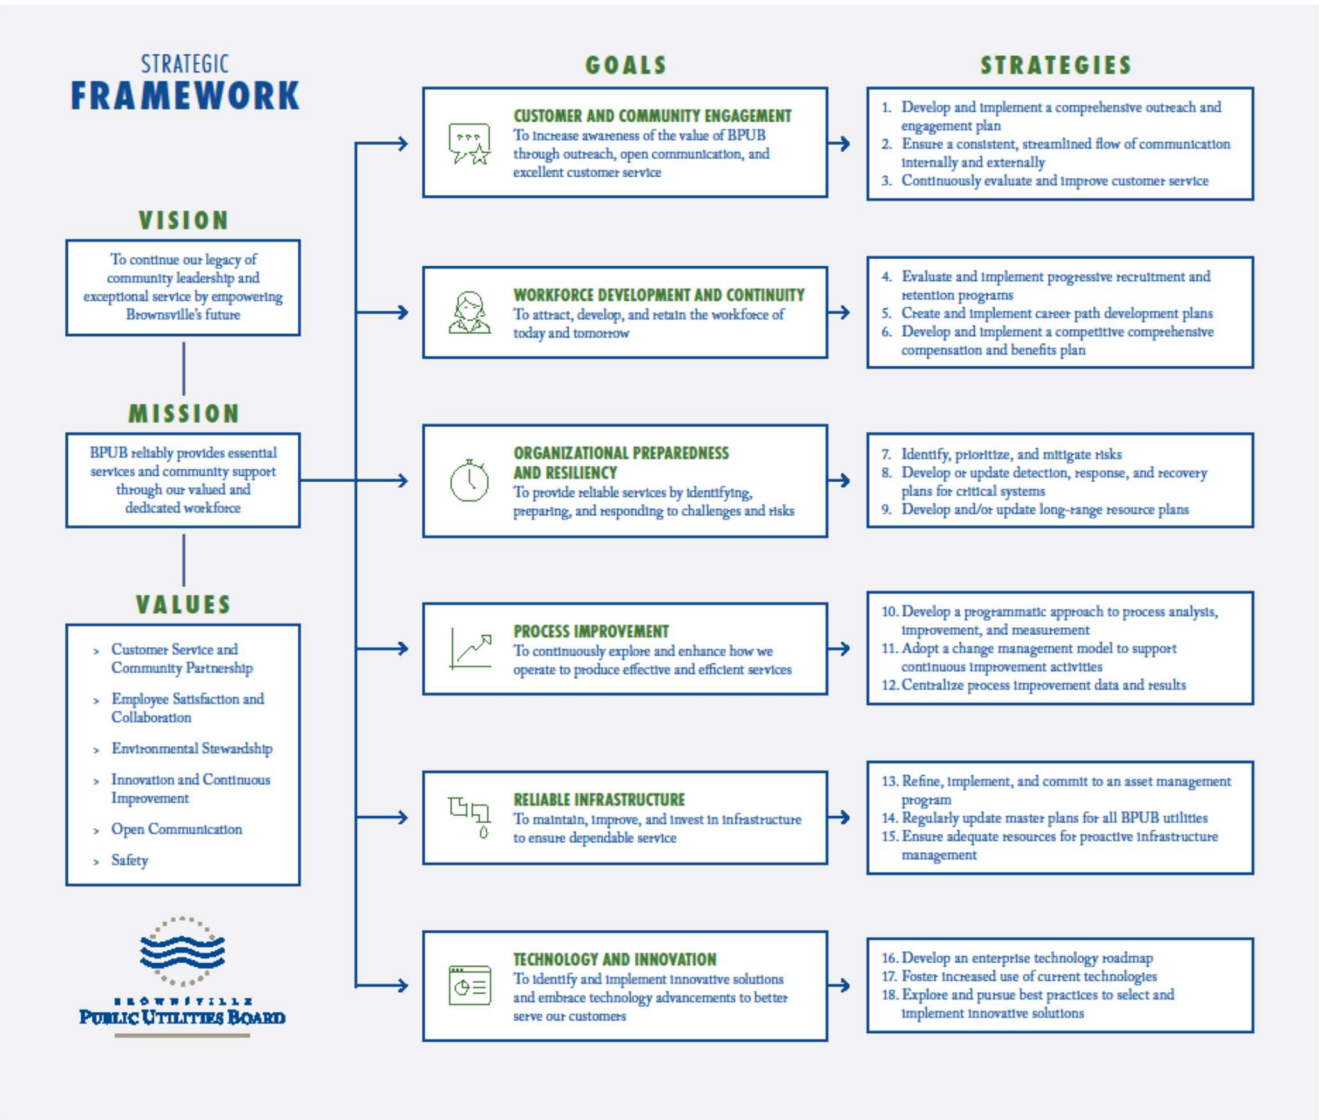 STRATEGIC
FRAMEWORK
VISION
To continue our legacy of
community leadership and
exceptional service by empowering
Brownsville's future
MISSION
BPUB reliably provides essential
services and community support
through our valued and
dedicated workforce
VALUES
> Customer Service and
Community Partnership
> Employee Satisfaction and
Collaboration
> Environmental Stewardship
> Innovation and Continuous
Improvement
> Open Communication
> Safety
BROWNSVILLE
PUBLIC UTILITIES BOARD
GOALS
CUSTOMER AND COMMUNITY ENGAGEMENT
To increase awareness of the value of BPUB
through outreach, open communication, and
excellent customer service
WORKFORCE DEVELOPMENT AND CONTINUITY
To attract, develop, and retain the workforce of
today and tomorrow
ORGANIZATIONAL PREPAREDNESS
AND RESILIENCY
To provide reliable services by identifying,
preparing, and responding to challenges and risks
PROCESS IMPROVEMENT
To continuously explore and enhance how we
operate to produce effective and efficient services
RELIABLE INFRASTRUCTURE
To maintain, improve, and invest in infrastructure
to ensure dependable service
TECHNOLOGY AND INNOVATION
To identify and implement innovative solutions
and embrace technology advancements to better
serve our customers
STRATEGIES
1. Develop and implement a comprehensive outreach and
engagement plan
2. Ensure a consistent, streamlined flow of communication
internally and externally
3. Continuously evaluate and improve customer service
4. Evaluate and implement progressive recruitment and
retention programs
5. Create and implement career path development plans
6. Develop and implement a competitive comprehensive
compensation and benefits plan
7. Identify, prioritize, and mitigate risks
8. Develop or update detection, response, and recovery
plans for critical systems
9. Develop and/or update long-range resource plans
10. Develop a programmatic approach to process analysis,
improvement, and measurement
11. Adopt a change management model to support
continuous improvement activities
12. Centralize process improvement data and results
13. Refine, implement, and commit to an asset management
program
14. Regularly update master plans for all BPUB utilities
15. Ensure adequate resources for proactive infrastructure
management
16. Develop an enterprise technology roadmap
17. Foster increased use of current technologies
18. Explore and pursue best practices to select and
implement innovative solutions